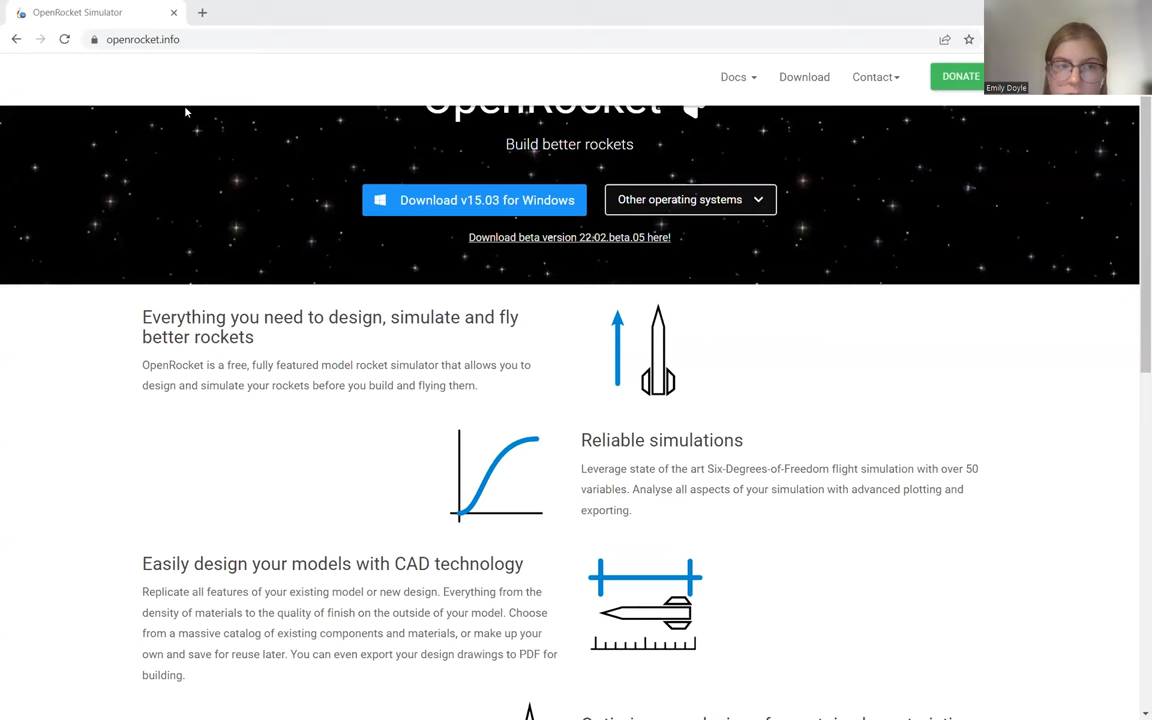 OpenRocket Simulator
openrocket.info
Docs
Download
Contact
DONATE
Emily Doyle
OpenRocket
Build better rockets
Download v15.03 for Windows
Other operating systems
Download beta version 22.02.beta.05 here!
Everything you need to design, simulate and fly
better rockets
OpenRocket is a free, fully featured model rocket simulator that allows you to
design and simulate your rockets before you build and flying them.
Reliable simulations
Leverage state of the art Six-Degrees-of-Freedom flight simulation with over 50
variables. Analyse all aspects of your simulation with advanced plotting and
exporting.
Easily design your models with CAD technology
Replicate all features of your existing model or new design. Everything from the
density of materials to the quality of finish on the outside of your model. Choose
from a massive catalog of existing components and materials, or make up your
own and save for reuse later. You can even export your design drawings to PDF for
building.